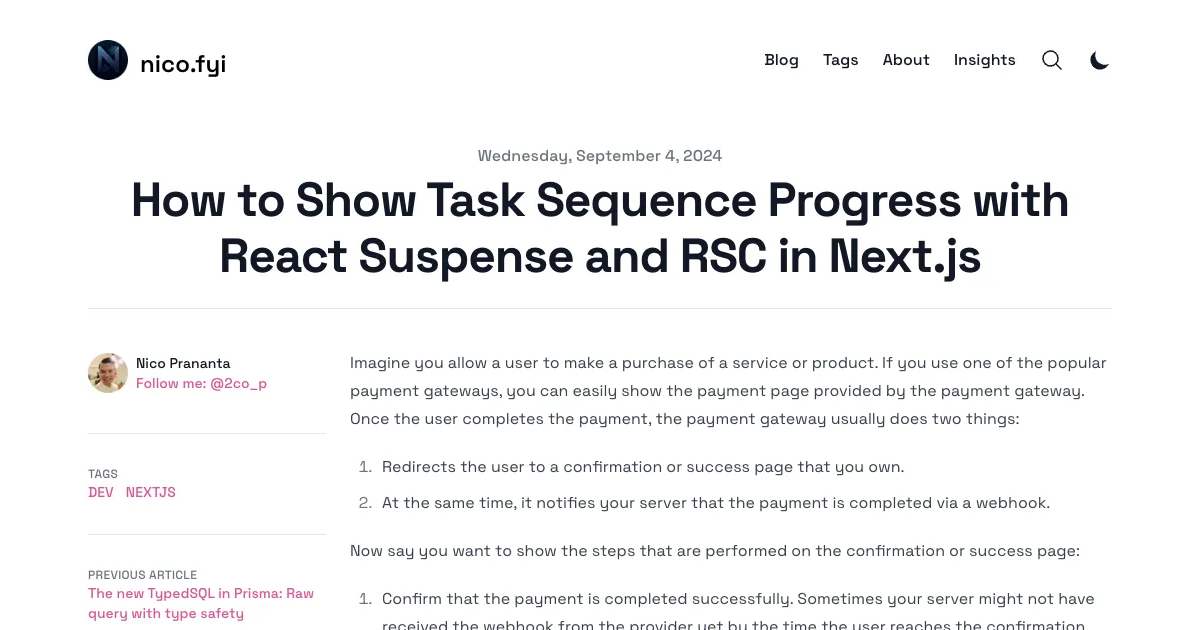 nico.fyi
Blog
Tags
About
Insights
Wednesday, September 4, 2024
How to Show Task Sequence Progress with
React Suspense and RSC in Next.js
Nico Prananta
Follow me: @2co_p
TAGS
DEV NEXTJS
PREVIOUS ARTICLE
The new TypedSQL in Prisma: Raw
query with type safety
Imagine you allow a user to make a purchase of a service or product. If you use one of the popular
payment gateways, you can easily show the payment page provided by the payment gateway.
Once the user completes the payment, the payment gateway usually does two things:
1. Redirects the user to a confirmation or success page that you own.
2. At the same time, it notifies your server that the payment is completed via a webhook.
Now say you want to show the steps that are performed on the confirmation or success page:
1. Confirm that the payment is completed successfully. Sometimes your server might not have
received the webhook from the provider yet by the time the user reaches the confirmation